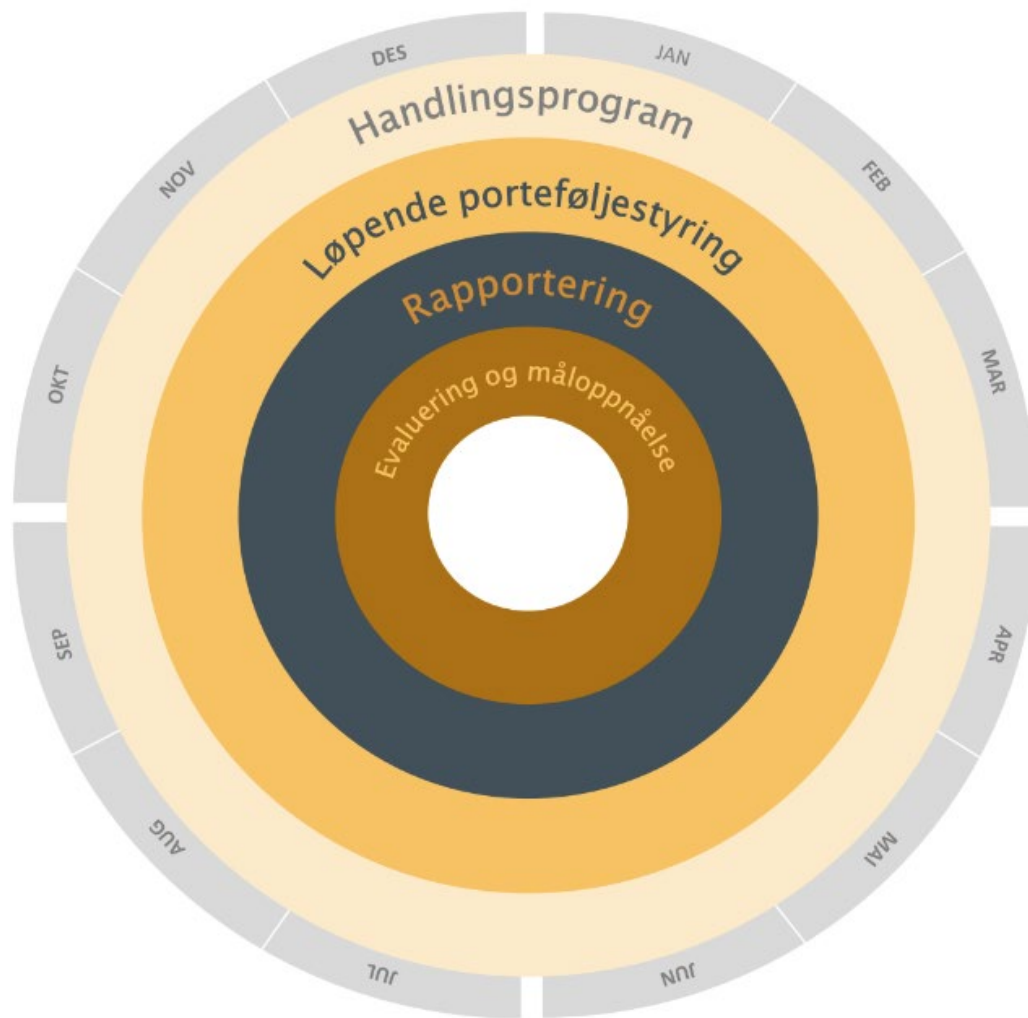 JAN
FEB
MAR
APR
MAI
JUN
JUL
AUG
SEP
OKT
NOV
DES
Handlingsprogram
Løpende porteføljestyring
Rapportering
Evaluering og måloppnåelse